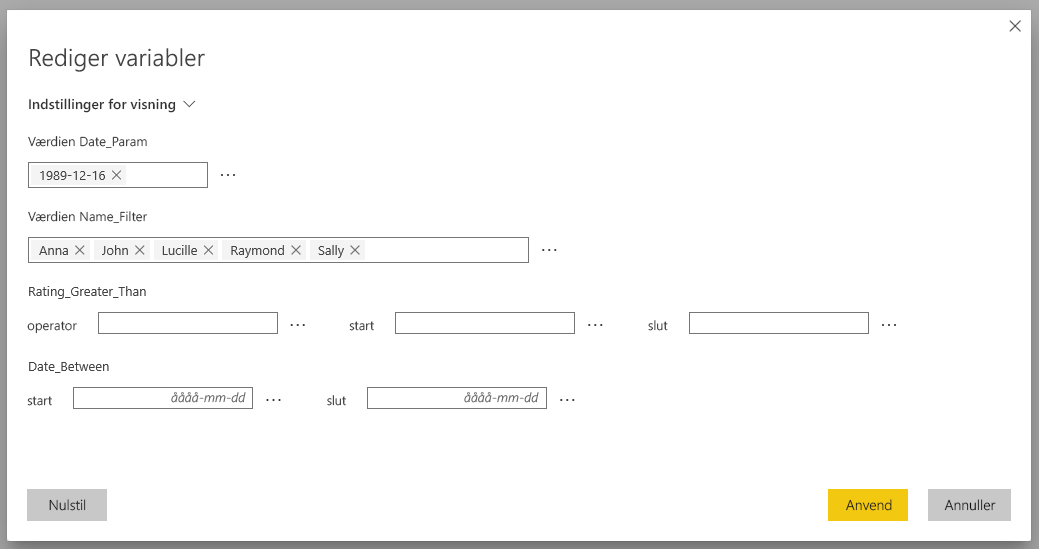 Rediger variabler
Indstillinger for visning
Værdien Date_Param
1989-12-16
Værdien Name_Filter
Anna John Lucille Raymond Sally
Rating_Greater_Than
operator start slut
Date_Between
start åååå-mm-dd slut åååå-mm-dd
Nulstil Anvend Annuller